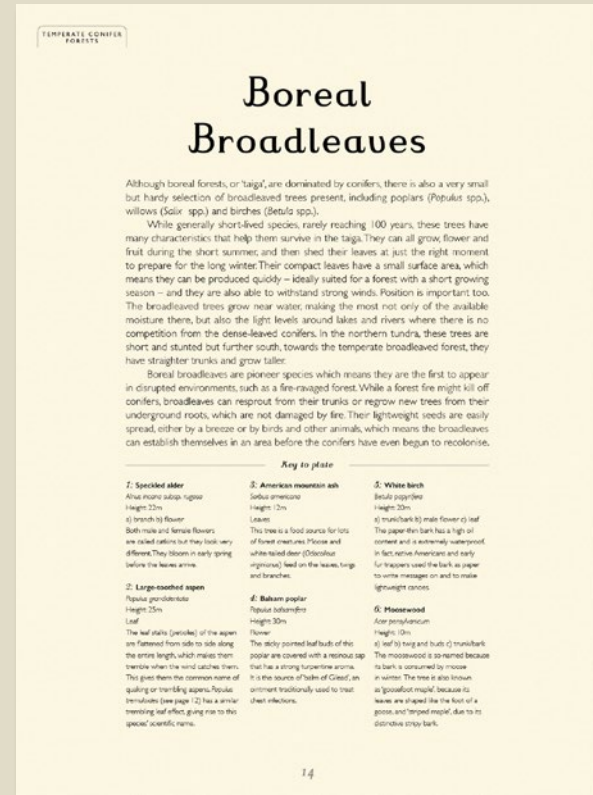 TEMPERATE CONIFER
FORESTS
Boreal
Broadleaves
Although boreal forests, or 'taiga', are dominated by conifers, there is also a very small
but hardy selection of broadleaved trees present, including poplars (Populus spp.),
willows (Salix spp.) and birches (Betula spp.).
While generally short-lived species, rarely reaching 100 years, these trees have
many characteristics that help them survive in the taiga. They can all grow, flower and
fruit during the short summer, and then shed their leaves at just the right moment
to prepare for the long winter. Their compact leaves have a small surface area, which
means they can be produced quickly – ideally suited for a forest with a short growing
season – and they are also able to withstand strong winds. Position is important too.
The broadleaved trees grow near water, making the most not only of the available
moisture there, but also the light levels around lakes and rivers where there is no
competition from the dense-leaved conifers. In the northern tundra, these trees are
short and stunted but further south, towards the temperate broadleaved forest, they
have straighter trunks and grow taller.
Boreal broadleaves are pioneer species which means they are the first to appear
in disrupted environments, such as a fire-ravaged forest. While a forest fire might kill off
conifers, broadleaves can resprout from their trunks or regrow new trees from their
underground roots, which are not damaged by fire. Their lightweight seeds are easily
spread, either by a breeze or by birds and other animals, which means the broadleaves
can establish themselves in an area before the conifers have even begun to recolonise.
Key to plate
1: Speckled alder
Alnus incana subsp. rugosa
Height: 22m
a) branch b) flower
Both male and female flowers
are called catkins but they look very
different. They bloom in early spring
before the leaves arrive.
2: Large-toothed aspen
Populus grandidentata
Height: 25m
Leaf
The leaf stalks (petioles) of the aspen
are flattened from side to side along
the entire length, which makes them
tremble when the wind catches them.
This gives them the common name of
quaking or trembling aspens. Populus
tremuloides (see page 12) has a similar
trembling leaf effect, giving rise to this
species' scientific name.
3: American mountain ash
Sorbus americana
Height: 12m
Leaves
This tree is a food source for lots
of forest creatures. Moose and
white-tailed deer (Odocoileus
virginianus) feed on the leaves, twigs
and branches.
4: Balsam poplar
Populus balsamifera
Height: 30m
Flower
The sticky pointed leaf buds of this
poplar are covered with a resinous sap
that has a strong turpentine aroma.
It is the source of 'balm of Gilead', an
ointment traditionally used to treat
chest infections.
5: White birch
Betula papyrifera
Height: 20m
a) trunk/bark b) male flower c) leaf
The paper-thin bark has a high oil
content and is extremely waterproof.
In fact, native Americans and early
fur trappers used the bark as paper
to write messages on and to make
lightweight canoes.
6: Moosewood
Acer pensylvanicum
Height: 10m
a) leaf b) twig and buds c) trunk/bark
The moosewood is so-named because
its bark is consumed by moose
in winter. The tree is also known
as 'goosefoot maple', because its
leaves are shaped like the foot of a
goose, and 'striped maple', due to its
distinctive stripy bark.
14